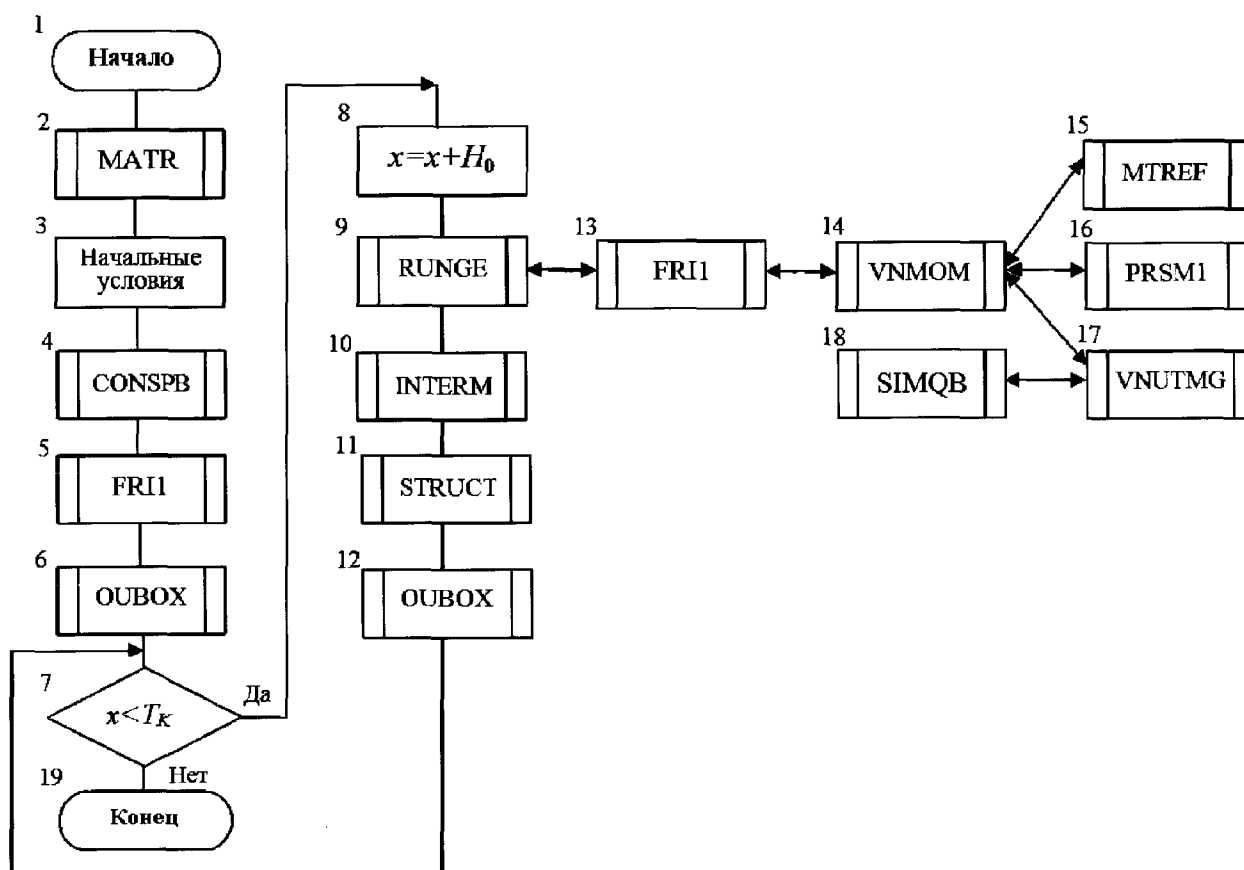 1
Начало
2
MATR
3
Начальные
условия
4
CONSPB
5
FRI1
6
OUBOX
7
x<T_K
Да
Нет
19
Конец
8
x=x+H₀
9
RUNGE
10
INTERM
11
STRUCT
12
OUBOX
13
FRI1
14
VNMOM
15
MTREF
16
PRSM1
17
VNUTMG
18
SIMQB